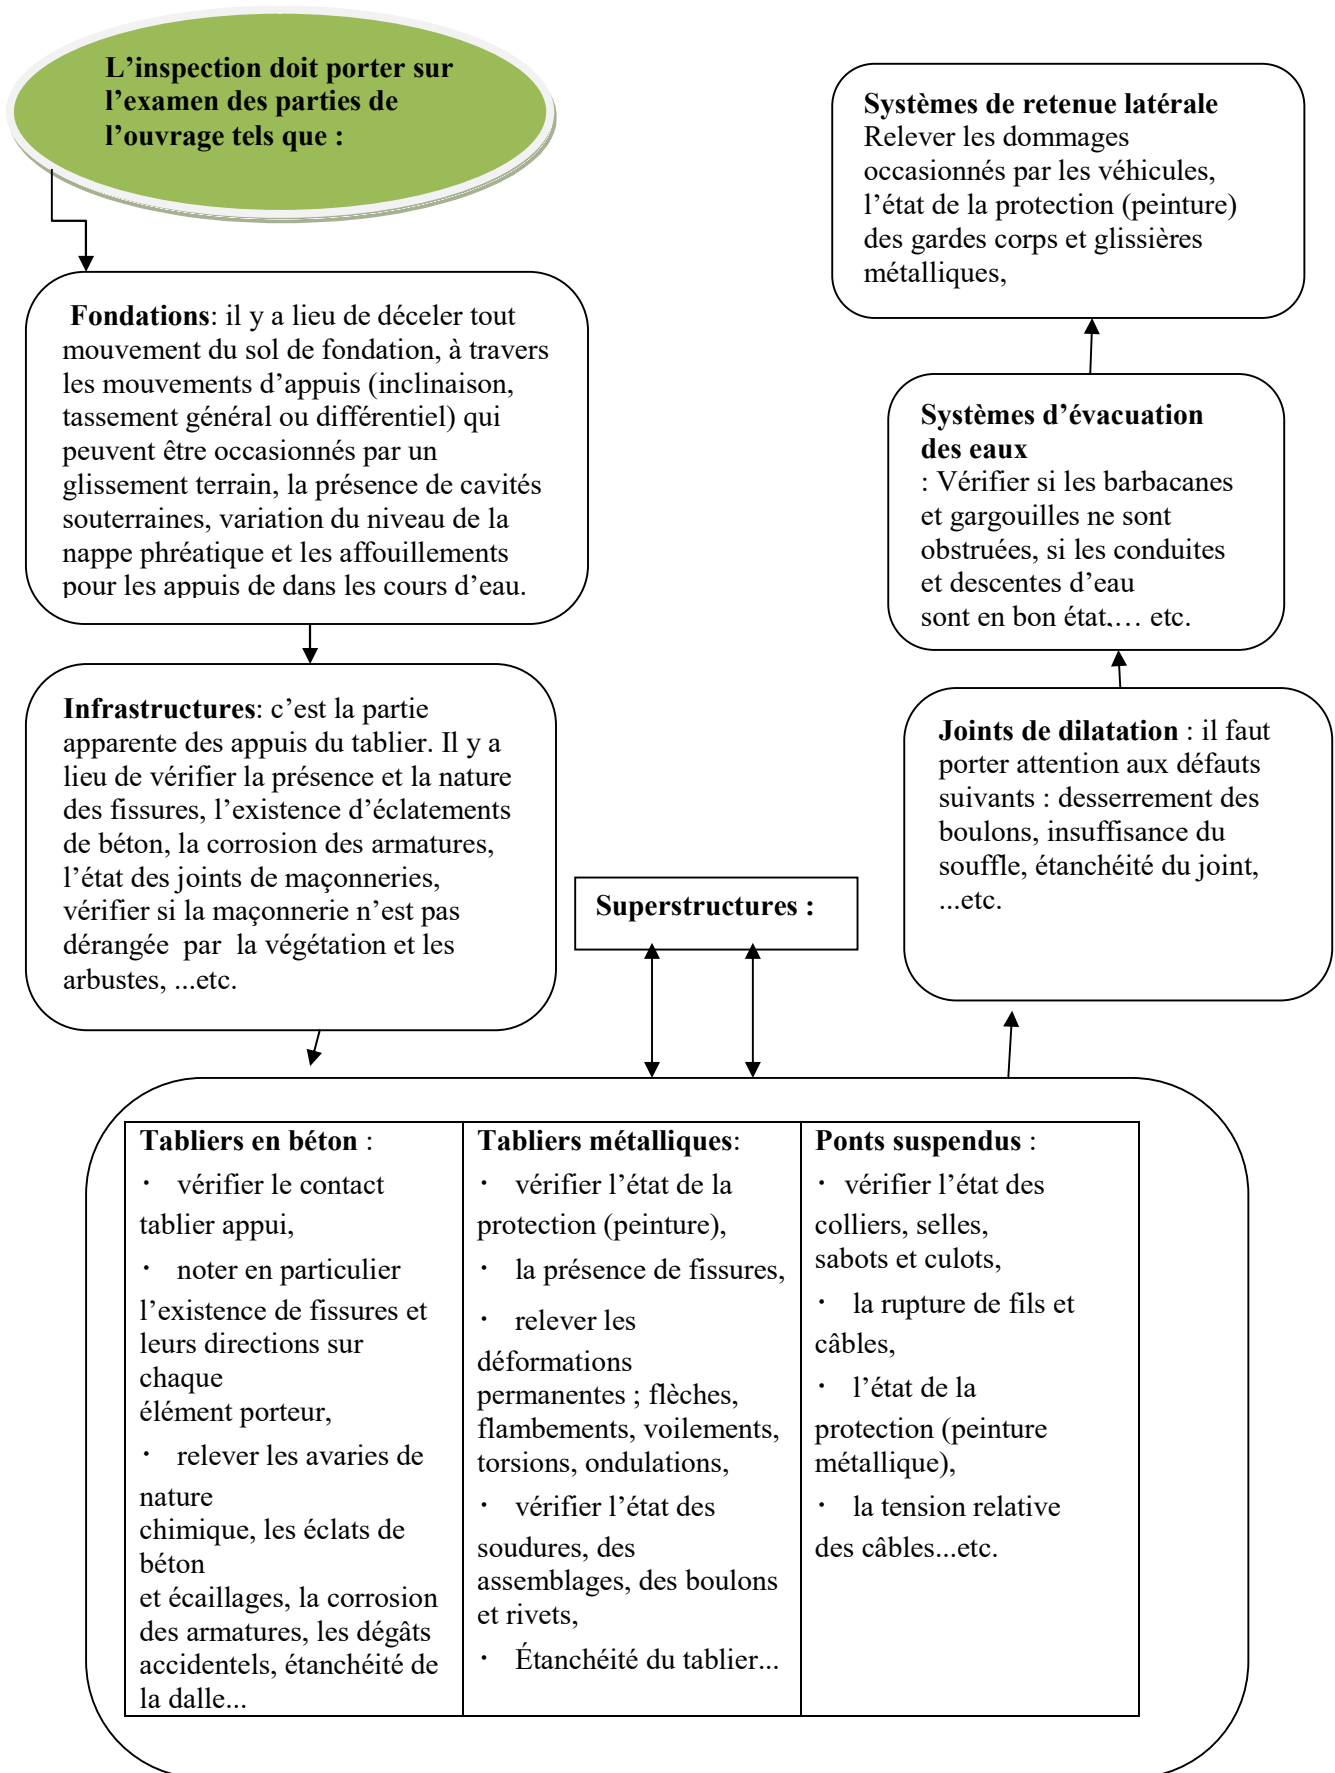 L’inspection doit porter sur
l’examen des parties de
l’ouvrage tels que :
Fondations: il y a lieu de déceler tout
mouvement du sol de fondation, à travers
les mouvements d’appuis (inclinaison,
tassement général ou différentiel) qui
peuvent être occasionnés par un
glissement terrain, la présence de cavités
souterraines, variation du niveau de la
nappe phréatique et les affouillements
pour les appuis de dans les cours d’eau.
Infrastructures: c’est la partie
apparente des appuis du tablier. Il y a
lieu de vérifier la présence et la nature
des fissures, l’existence d’éclatements
de béton, la corrosion des armatures,
l’état des joints de maçonneries,
vérifier si la maçonnerie n’est pas
dérangée par la végétation et les
arbustes, ...etc.
Superstructures :
Tabliers en béton :
· vérifier le contact
tablier appui,
· noter en particulier
l’existence de fissures et
leurs directions sur
chaque
élément porteur,
· relever les avaries de
nature
chimique, les éclats de
béton
et écaillages, la corrosion
des armatures, les dégâts
accidentels, étanchéité de
la dalle...
Tabliers métalliques:
· vérifier l’état de la
protection (peinture),
· la présence de fissures,
· relever les
déformations
permanentes ; flèches,
flambements, voilements,
torsions, ondulations,
· vérifier l’état des
soudures, des
assemblages, des boulons
et rivets,
· Étanchéité du tablier...
Ponts suspendus :
· vérifier l’état des
colliers, selles,
sabots et culots,
· la rupture de fils et
câbles,
· l’état de la
protection (peinture
métallique),
· la tension relative
des câbles...etc.
Joints de dilatation : il faut
porter attention aux défauts
suivants : desserrement des
boulons, insuffisance du
souffle, étanchéité du joint,
...etc.
Systèmes d’évacuation
des eaux
: Vérifier si les barbacanes
et gargouilles ne sont
obstruées, si les conduites
et descentes d’eau
sont en bon état,… etc.
Systèmes de retenue latérale
Relever les dommages
occasionnés par les véhicules,
l’état de la protection (peinture)
des gardes corps et glissières
métalliques,